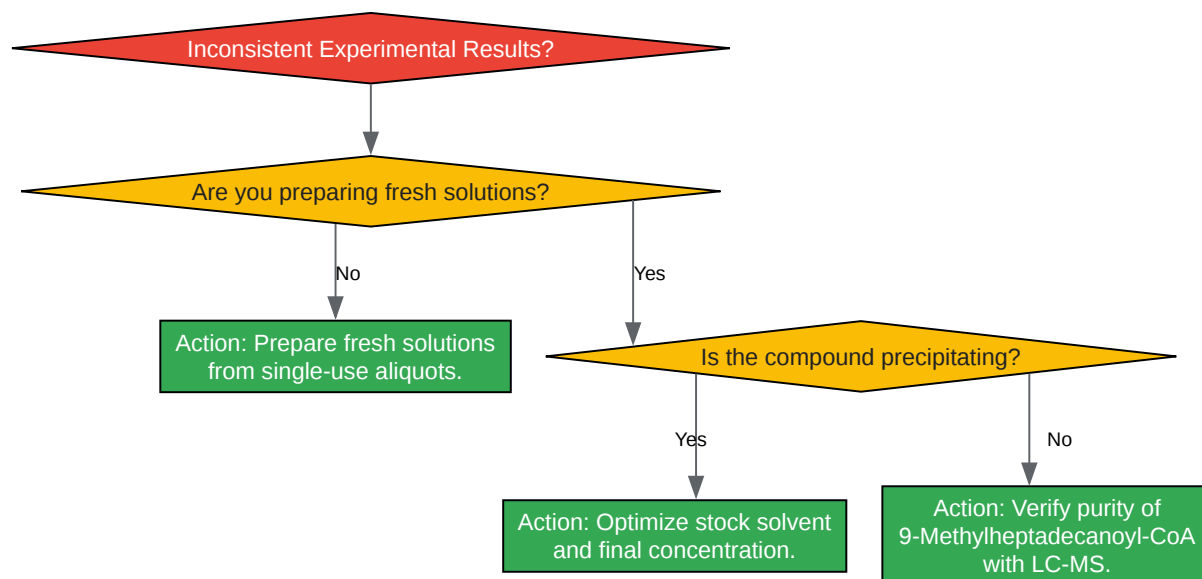 Inconsistent Experimental Results?
Are you preparing fresh solutions?
No
Yes
Action: Prepare fresh solutions
from single-use aliquots.
Is the compound precipitating?
Yes
No
Action: Optimize stock solvent
and final concentration.
Action: Verify purity of
9-Methylheptadecanoyl-CoA
with LC-MS.